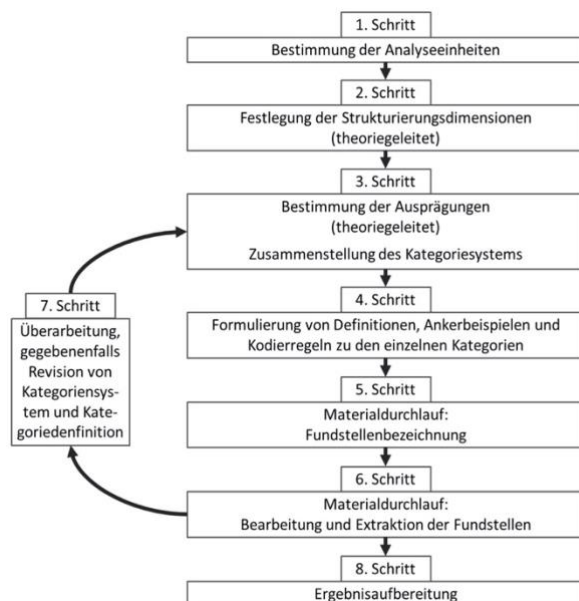 1. Schritt
Bestimmung der Analyseeinheiten
2. Schritt
Festlegung der Strukturierungsdimensionen
(theoriegeleitet)
3. Schritt
Bestimmung der Ausprägungen
(theoriegeleitet)
Zusammenstellung des Kategoriesystems
4. Schritt
Formulierung von Definitionen, Ankerbeispielen und
Kodierregeln zu den einzelnen Kategorien
5. Schritt
Materialdurchlauf:
Fundstellenbezeichnung
6. Schritt
Materialdurchlauf:
Bearbeitung und Extraktion der Fundstellen
7. Schritt
Überarbeitung,
gegebenenfalls
Revision von
Kategoriensys-
tem und Kate-
goriedenfinition
8. Schritt
Ergebnisaufbereitung